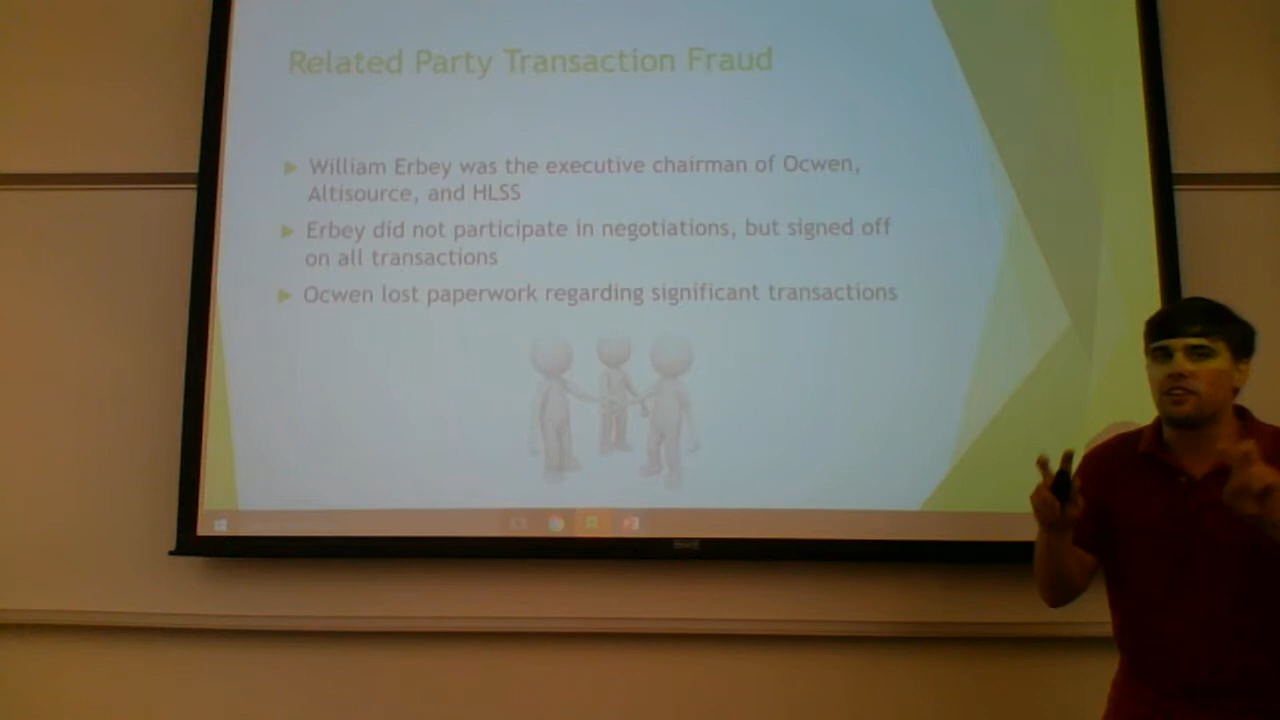 Related Party Transaction Fraud
William Erbey was the executive chairman of Ocwen,
Altisource, and HLSS
Erbey did not participate in negotiations, but signed off
on all transactions
Ocwen lost paperwork regarding significant transactions